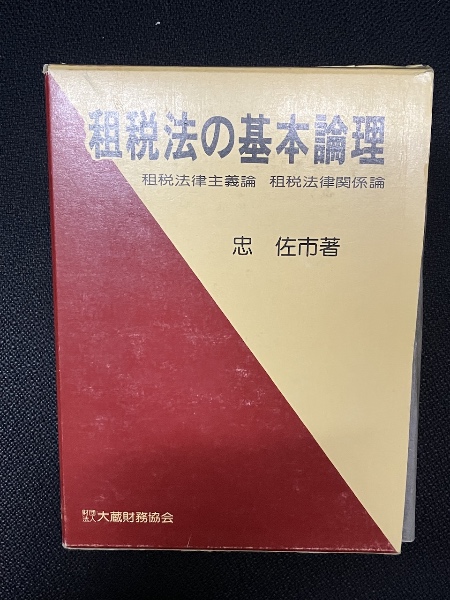 租税法の基本論理
租税法律主義論 租税法律関係論
忠 佐市著
財団法人 大蔵財務協会